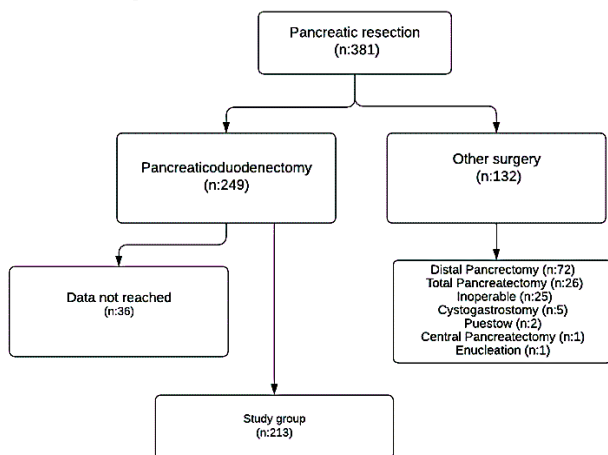 Pancreatic resection
(n:381)
Pancreaticoduodenectomy
(n:249)
Other surgery
(n:132)
Data not reached
(n:36)
Distal Pancrectomy (n:72)
Total Pancreatectomy (n:26)
Inoperable (n:25)
Cystogastrostomy (n:5)
Puestow (n:2)
Central Pancreatectomy (n:1)
Enucleation (n:1)
Study group
(n:213)